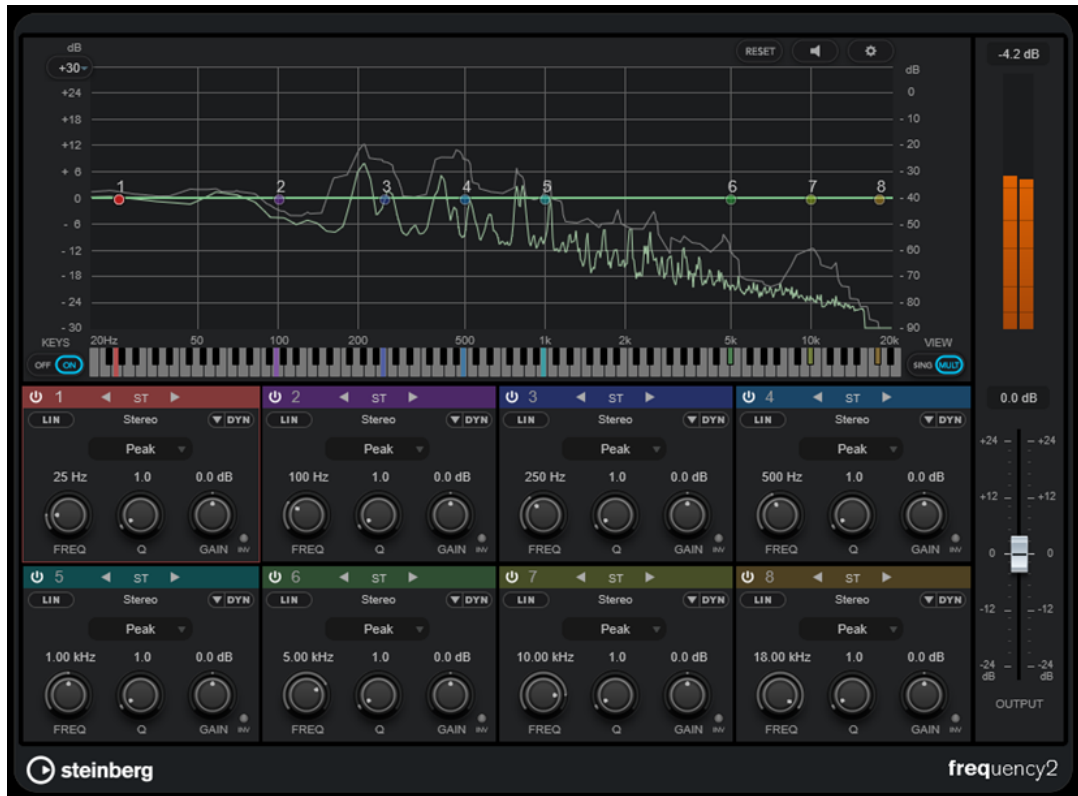 dB RESET -4.2 dB
+30 dB
+24 0
+18 - 10
+12 - 20
+ 6 - 30
1 2 3 4 5 6 7 8
0 - 40
- 6 - 50
- 12 - 60
- 18 - 70
- 24 - 80
- 30 - 90
KEYS 20Hz 50 100 200 500 1k 2k 5k 10k 20k VIEW
OFF ON SING MULT
1 ST 2 ST 3 ST 4 ST 0.0 dB
LIN Stereo DYN LIN Stereo DYN LIN Stereo DYN LIN Stereo DYN
Peak Peak Peak Peak
25 Hz 1.0 0.0 dB 100 Hz 1.0 0.0 dB 250 Hz 1.0 0.0 dB 500 Hz 1.0 0.0 dB
FREQ Q GAIN INV FREQ Q GAIN INV FREQ Q GAIN INV FREQ Q GAIN INV
5 ST 6 ST 7 ST 8 ST
LIN Stereo DYN LIN Stereo DYN LIN Stereo DYN LIN Stereo DYN
Peak Peak Peak Peak
1.00 kHz 1.0 0.0 dB 5.00 kHz 1.0 0.0 dB 10.00 kHz 1.0 0.0 dB 18.00 kHz 1.0 0.0 dB
FREQ Q GAIN INV FREQ Q GAIN INV FREQ Q GAIN INV FREQ Q GAIN INV
+24 +24
+12 +12
0 0
-12 -12
-24 -24
dB dB
OUTPUT
steinberg frequency2